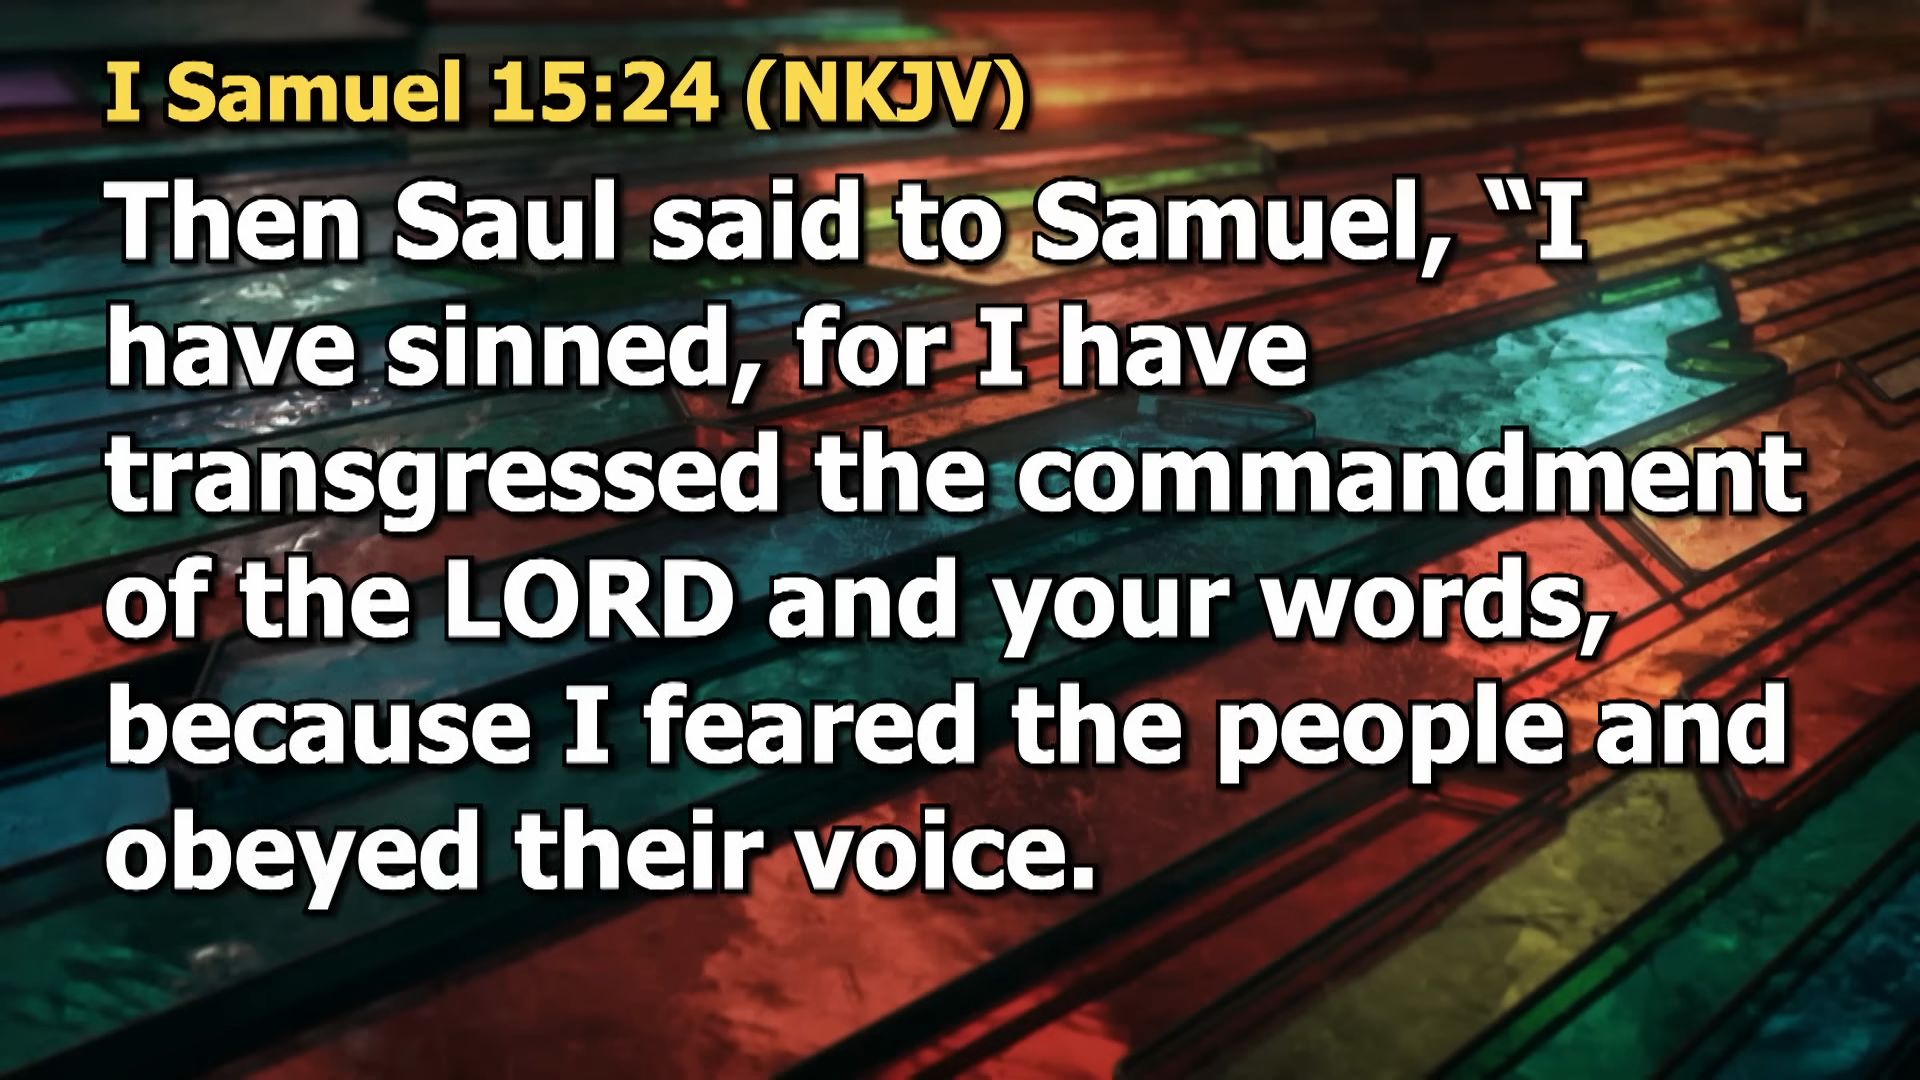 I Samuel 15:24 (NKJV)
Then Saul said to Samuel, “I
have sinned, for I have
transgressed the commandment
of the LORD and your words,
because I feared the people and
obeyed their voice.